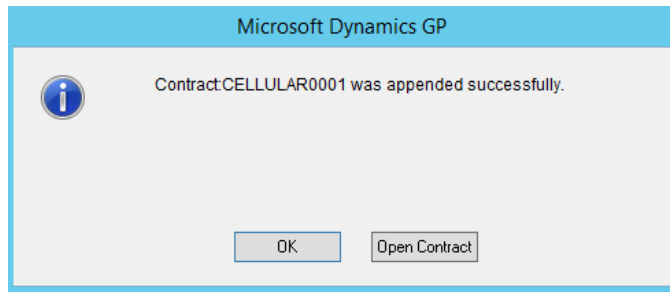 Microsoft Dynamics GP
Contract:CELLULAR0001 was appended successfully.
OK
Open Contract